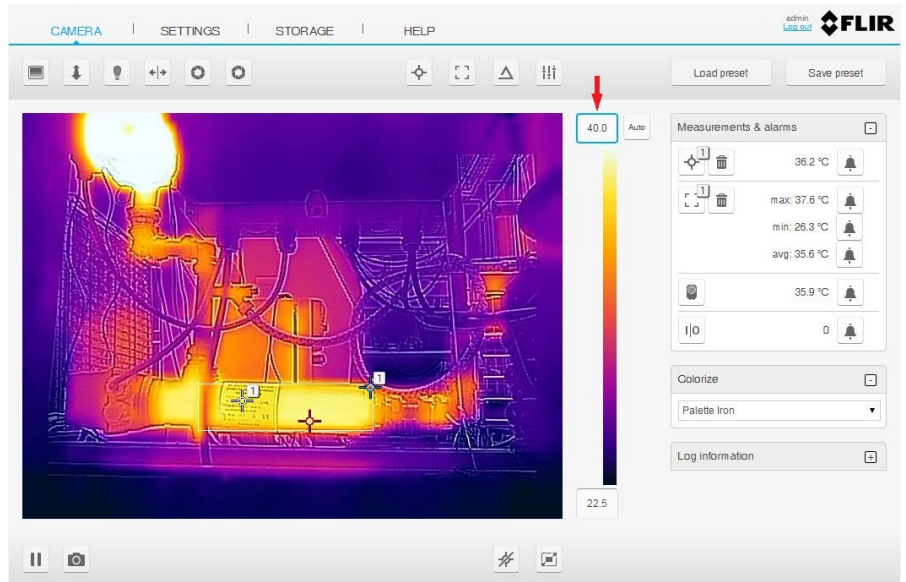 CAMERA SETTINGS STORAGE HELP
admin
Log out
FLIR
Load preset Save preset
40.0 Auto
Measurements & alarms
1 36.2 °C
1 max: 37.6 °C
min: 26.3 °C
avg: 35.6 °C
35.9 °C
I|O 0
1
1
Colorize
Palette Iron
Log information
22.5